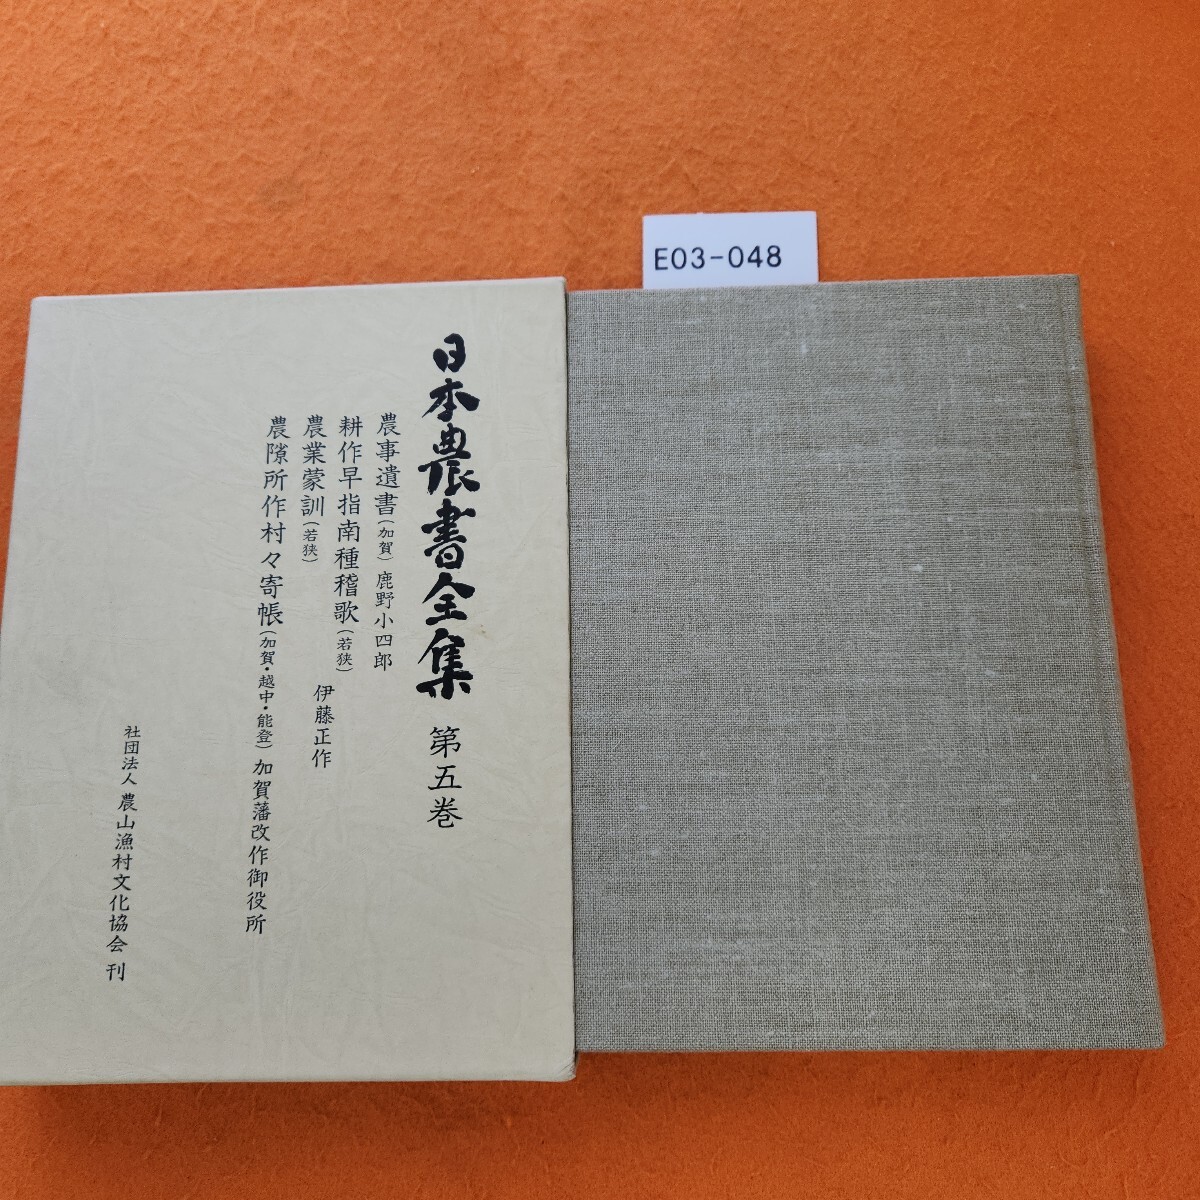 日本農書全集 第五巻
農事遺書(加賀) 鹿野小四郎
耕作早指南種稽歌(若狭)
伊藤正作
農業蒙訓(若狭)
農隙所作村々寄帳(加賀・越中・能登) 加賀藩改作御役所
社団法人 農山漁村文化協会 刊
E03-048